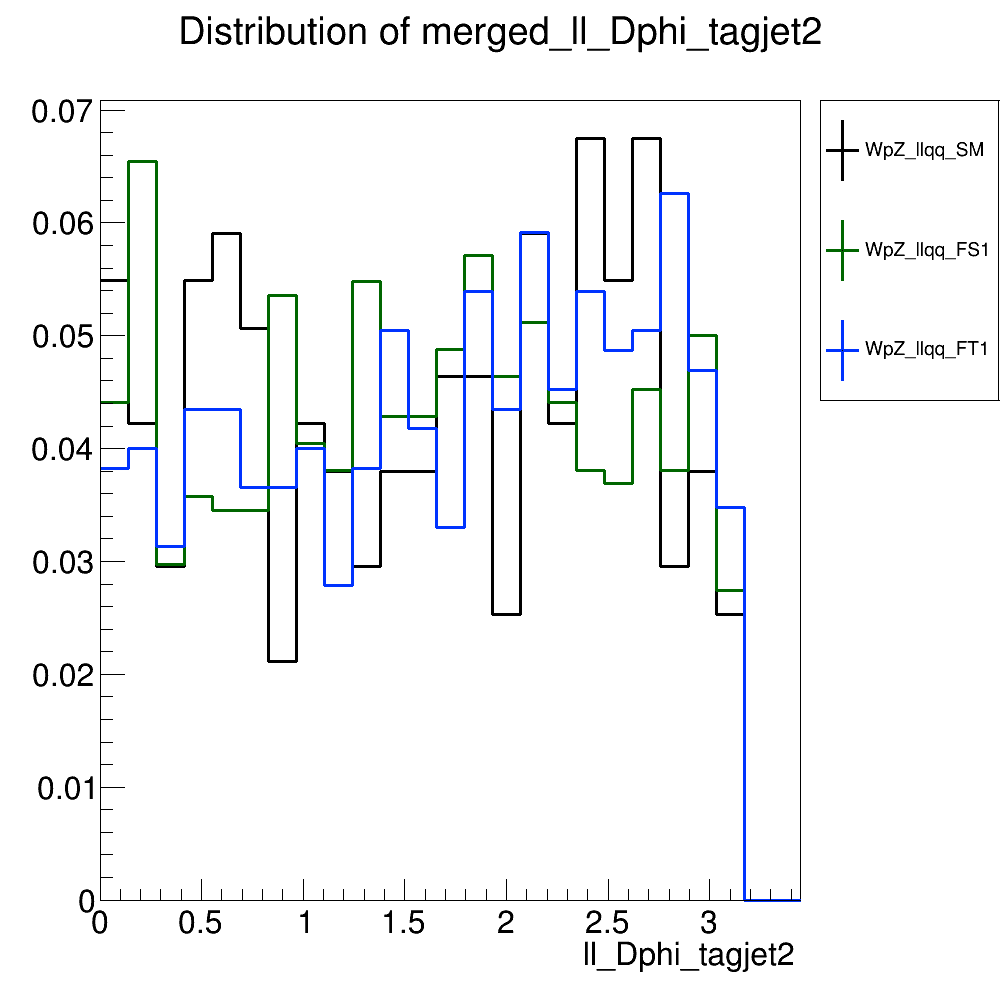 Distribution of merged_ll_Dphi_tagjet2
0.07
0.06
0.05
0.04
0.03
0.02
0.01
0
0 0.5 1 1.5 2 2.5 3
ll_Dphi_tagjet2
WpZ_llqq_SM
WpZ_llqq_FS1
WpZ_llqq_FT1